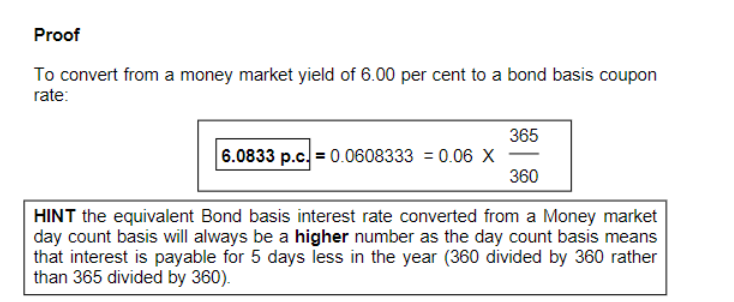 Proof
To convert from a money market yield of 6.00 per cent to a bond basis coupon
rate:
365
6.0833 p.c. = 0.0608333 = 0.06 X
360
HINT the equivalent Bond basis interest rate converted from a Money market
day count basis will always be a higher number as the day count basis means
that interest is payable for 5 days less in the year (360 divided by 360 rather
than 365 divided by 360).